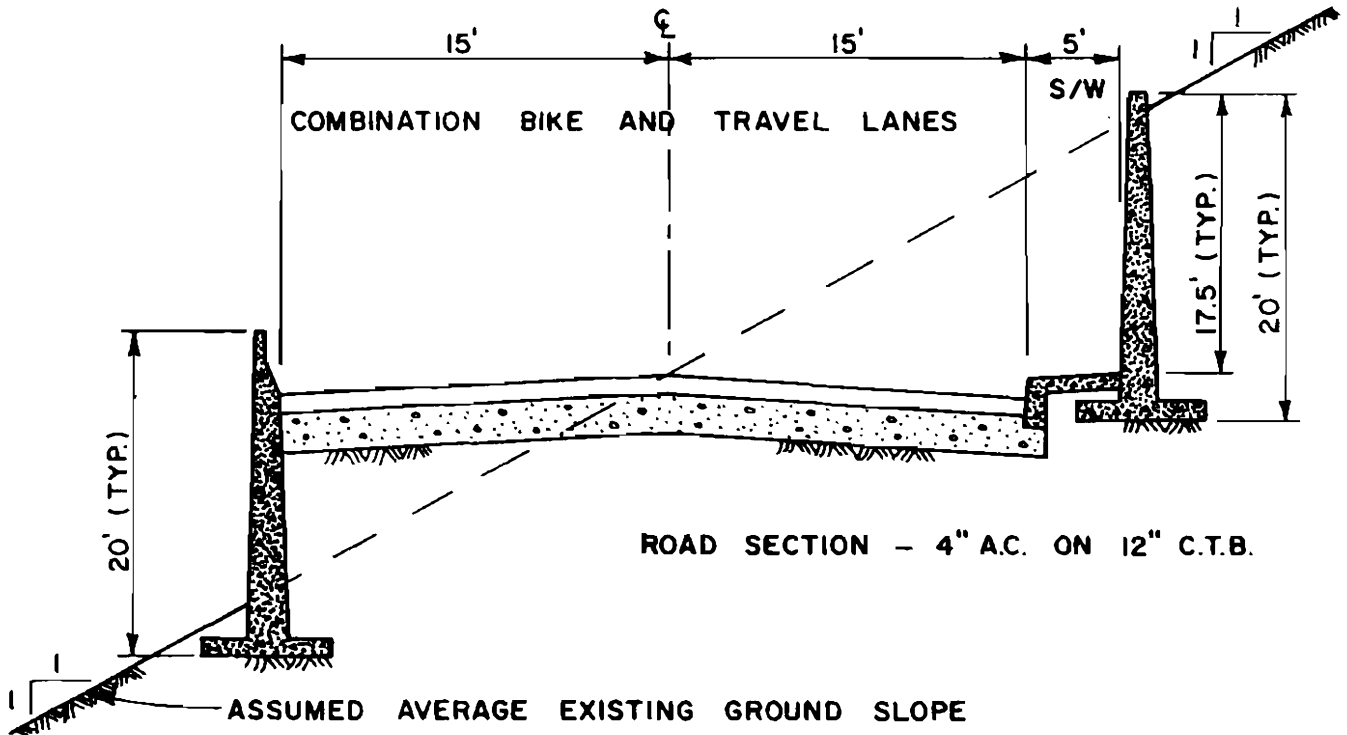 ℄
15'
15'
5'
S/W
1
1
COMBINATION BIKE AND TRAVEL LANES
17.5' (TYP.)
20' (TYP.)
20' (TYP.)
ROAD SECTION - 4" A.C. ON 12" C.T.B.
1
1
ASSUMED AVERAGE EXISTING GROUND SLOPE